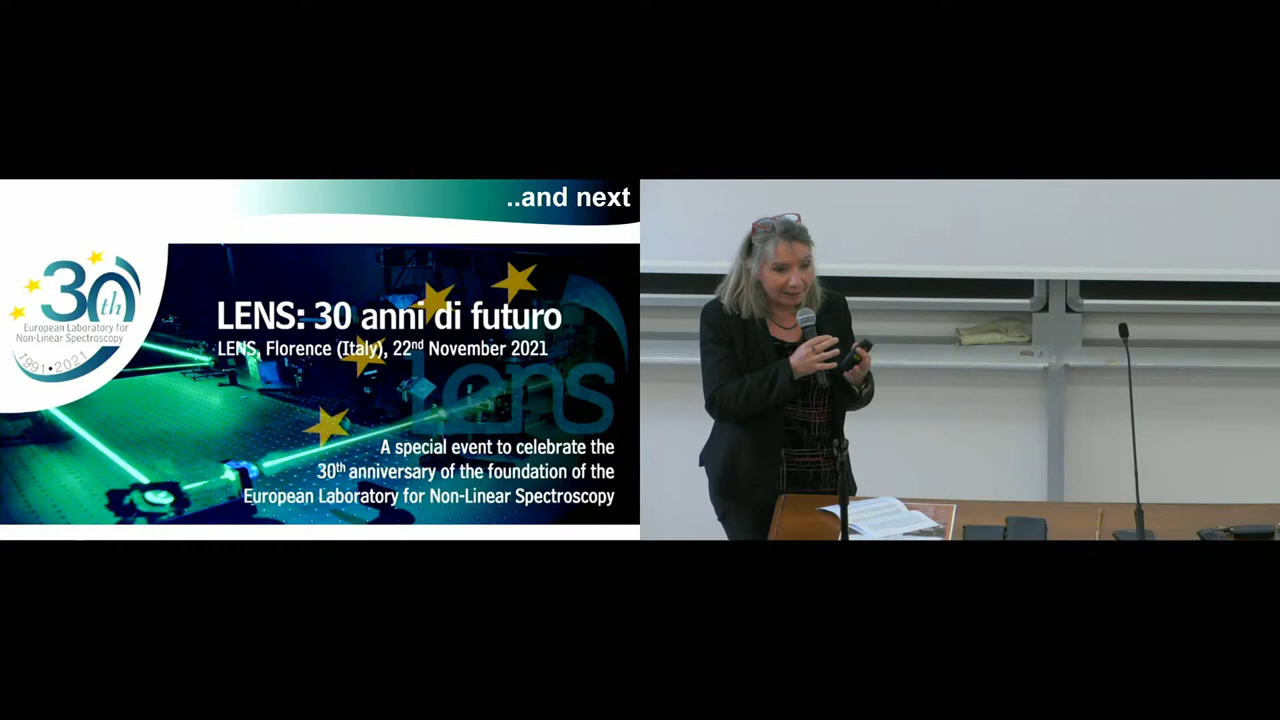 ..and next
30th
European Laboratory for
Non-Linear Spectroscopy
1991•2021
LENS: 30 anni di futuro
LENS, Florence (Italy), 22nd November 2021
lens
A special event to celebrate the
30th anniversary of the foundation of the
European Laboratory for Non-Linear Spectroscopy